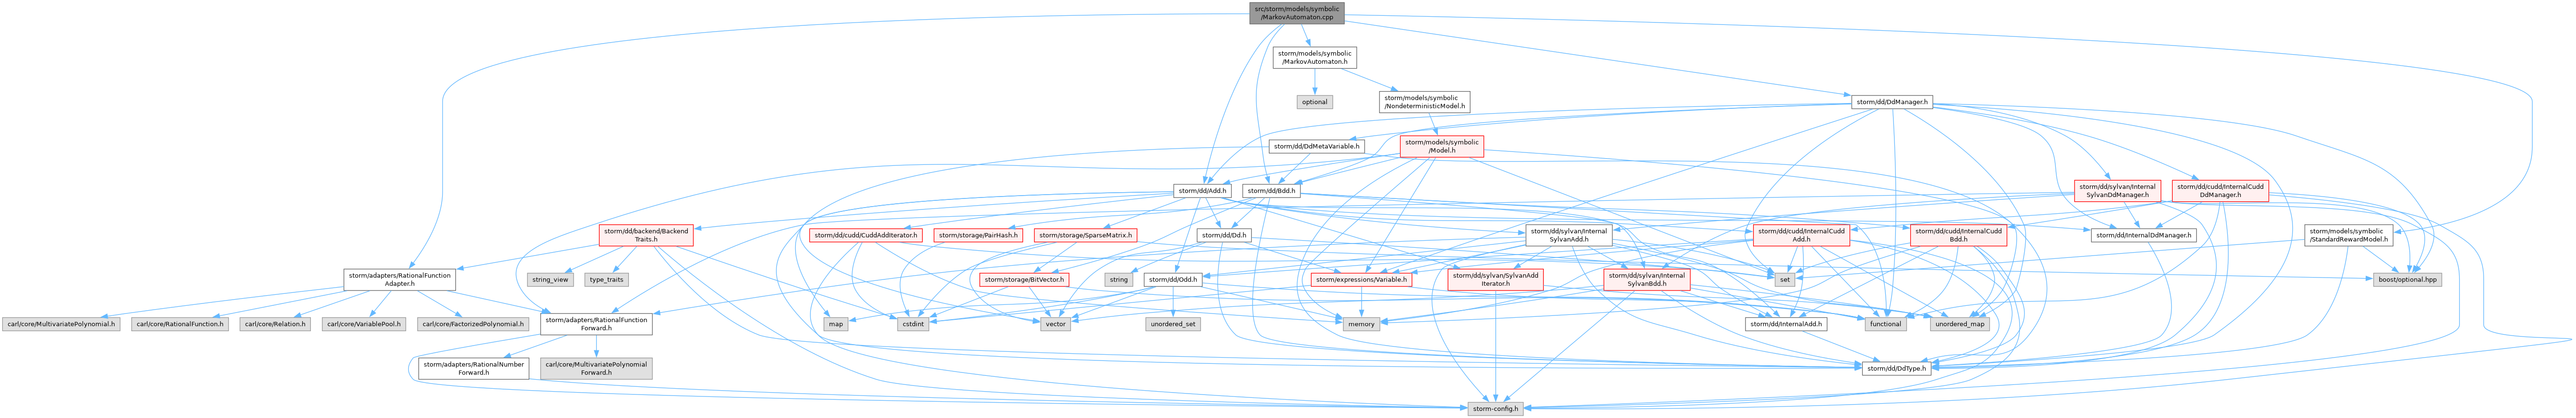 src/storm/models/symbolic
/MarkovAutomaton.cpp
storm/models/symbolic
/MarkovAutomaton.h
optional
storm/models/symbolic
/NondeterministicModel.h
storm/dd/DdManager.h
storm/dd/DdMetaVariable.h
storm/models/symbolic
/Model.h
storm/dd/Add.h
storm/dd/Bdd.h
storm/dd/sylvan/Internal
SylvanDdManager.h
storm/dd/cudd/InternalCudd
DdManager.h
storm/dd/backend/Backend
Traits.h
storm/dd/cudd/CuddAddIterator.h
storm/storage/PairHash.h
storm/storage/SparseMatrix.h
storm/dd/Dd.h
storm/dd/sylvan/Internal
SylvanAdd.h
storm/dd/cudd/InternalCudd
Add.h
storm/dd/cudd/InternalCudd
Bdd.h
storm/dd/InternalDdManager.h
storm/models/symbolic
/StandardRewardModel.h
storm/adapters/RationalFunction
Adapter.h
string_view
type_traits
storm/storage/BitVector.h
string
storm/dd/Odd.h
storm/expressions/Variable.h
storm/dd/sylvan/SylvanAdd
Iterator.h
storm/dd/sylvan/Internal
SylvanBdd.h
set
boost/optional.hpp
carl/core/MultivariatePolynomial.h
carl/core/RationalFunction.h
carl/core/Relation.h
carl/core/VariablePool.h
carl/core/FactorizedPolynomial.h
storm/adapters/RationalFunction
Forward.h
map
cstdint
vector
unordered_set
memory
storm/dd/InternalAdd.h
functional
unordered_map
storm/adapters/RationalNumber
Forward.h
carl/core/MultivariatePolynomial
Forward.h
storm/dd/DdType.h
storm-config.h